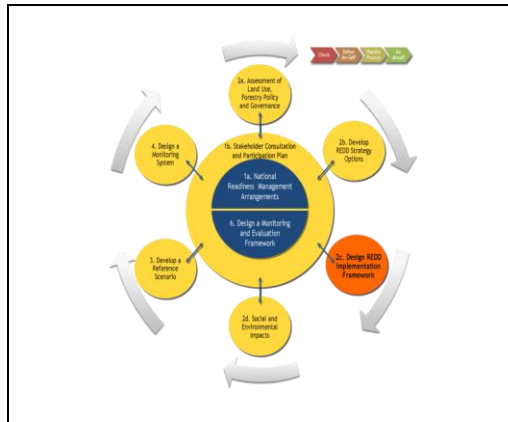 2a. Assessment of
Land Use,
Forestry Policy
and Governance
4. Design a
Monitoring
System
1b. Stakeholder Consultation
and Participation Plan
2b. Develop
REDD Strategy
Options
1a. National
Readiness Management
Arrangements
6. Design a Monitoring
and Evaluation
Framework
3. Develop a
Reference
Scenario
2c. Design REDD
Implementation
Framework
2d. Social and
Environmental
Impacts